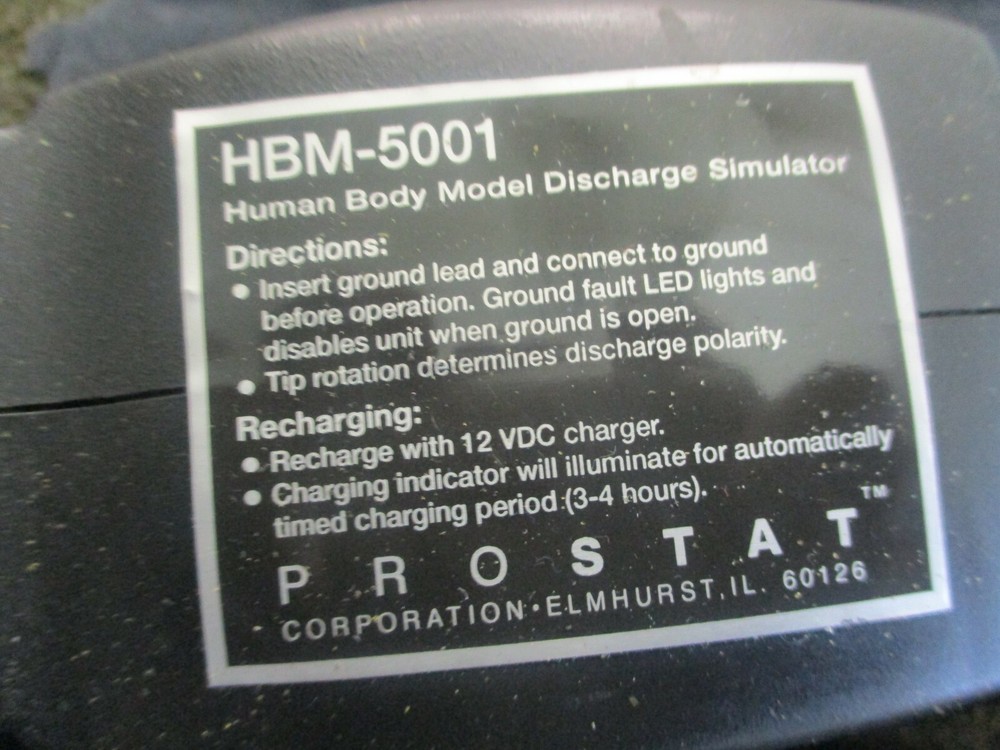 HBM-5001
Human Body Model Discharge Simulator
Directions:
● Insert ground lead and connect to ground
before operation. Ground fault LED lights and
disables unit when ground is open.
● Tip rotation determines discharge polarity.
Recharging:
● Recharge with 12 VDC charger.
● Charging indicator will illuminate for automatically
timed charging period (3-4 hours).
PROSTAT™
CORPORATION•ELMHURST, IL. 60126